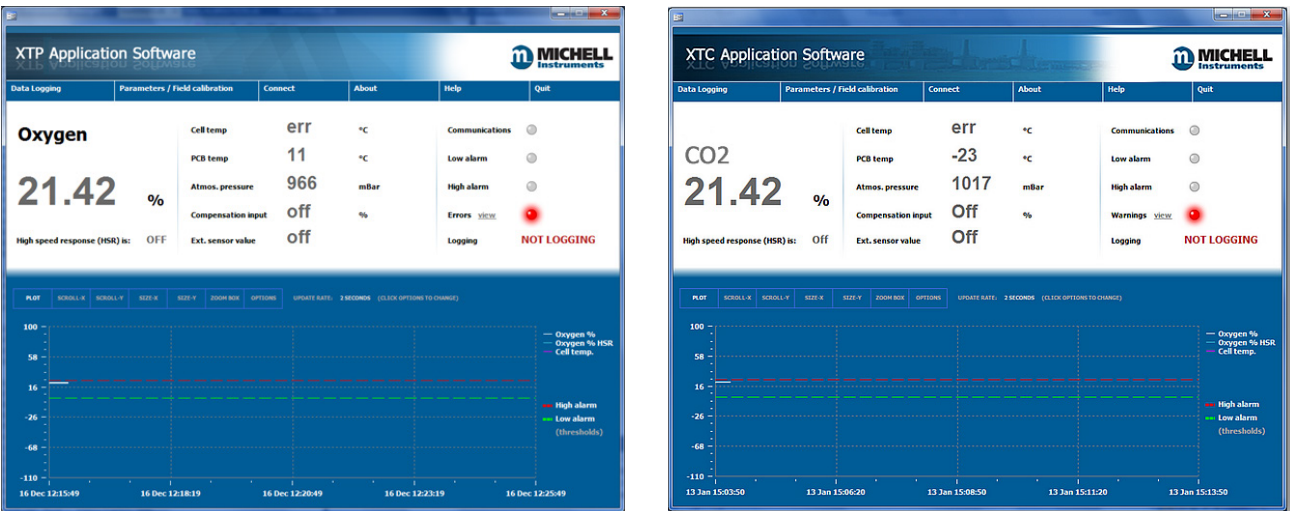 XTP Application Software
MICHELL
Instruments
Data Logging Parameters / Field calibration Connect About Help Quit
Oxygen
21.42 %
High speed response (HSR) is: OFF
Cell temp err °C
PCB temp 11 °C
Atmos. pressure 966 mBar
Compensation input off %
Ext. sensor value off
Communications
Low alarm
High alarm
Errors view
Logging NOT LOGGING
PLOT SCROLL-X SCROLL-Y SIZE-X SIZE-Y ZOOM BOX OPTIONS UPDATE RATE: 2 SECONDS (CLICK OPTIONS TO CHANGE)
100
58
16
-26
-68
-110
Oxygen %
Oxygen % HSR
Cell temp.
High alarm
Low alarm
(thresholds)
16 Dec 12:15:49 16 Dec 12:18:19 16 Dec 12:20:49 16 Dec 12:23:19 16 Dec 12:25:49
XTC Application Software
MICHELL
Instruments
Data Logging Parameters / Field calibration Connect About Help Quit
CO2
21.42 %
High speed response (HSR) is: Off
Cell temp err °C
PCB temp -23 °C
Atmos. pressure 1017 mBar
Compensation input Off %
Ext. sensor value Off
Communications
Low alarm
High alarm
Warnings view
Logging NOT LOGGING
PLOT SCROLL-X SCROLL-Y SIZE-X SIZE-Y ZOOM BOX OPTIONS UPDATE RATE: 2 SECONDS (CLICK OPTIONS TO CHANGE)
100
58
16
-26
-68
-110
Oxygen %
Oxygen % HSR
Cell temp.
High alarm
Low alarm
(thresholds)
13 Jan 15:03:50 13 Jan 15:06:20 13 Jan 15:08:50 13 Jan 15:11:20 13 Jan 15:13:50